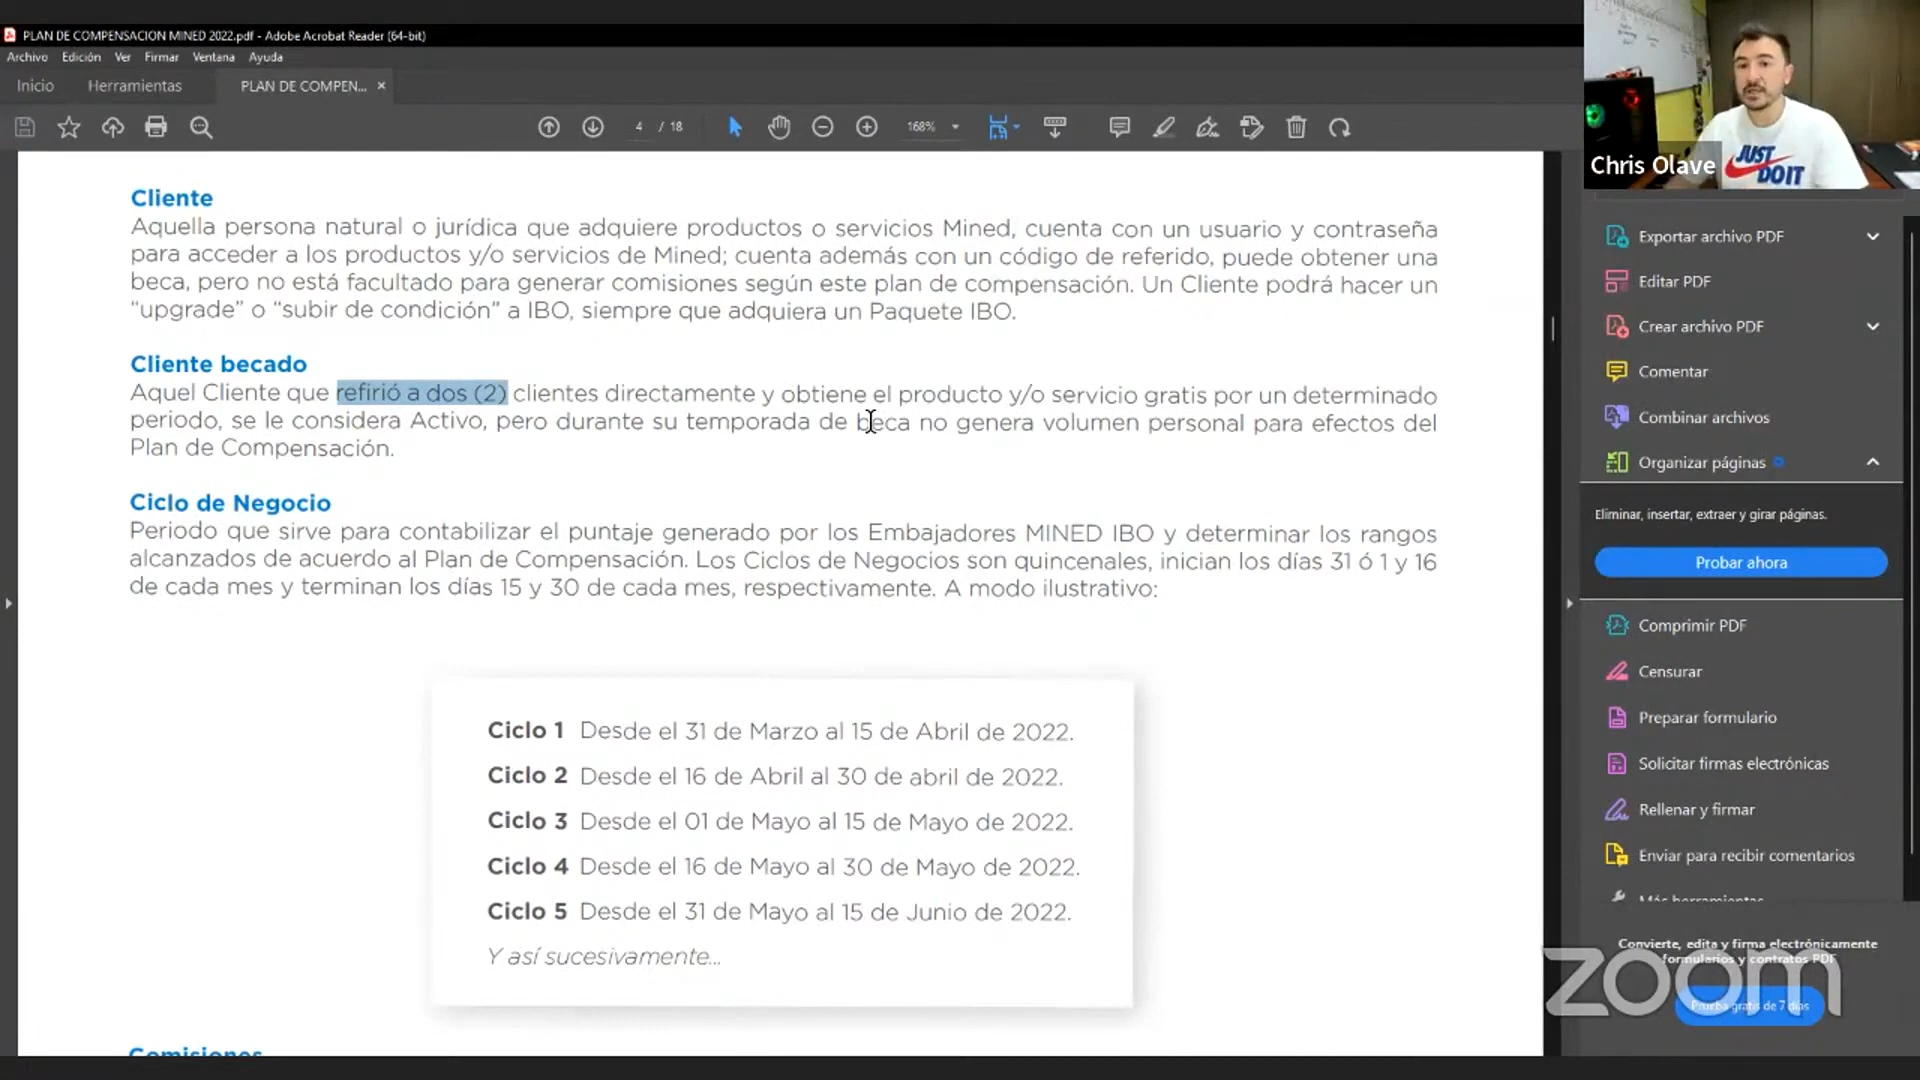 PLAN DE COMPENSACION MINED 2022.pdf - Adobe Acrobat Reader (64-bit)
Archivo Edición Ver Firmar Ventana Ayuda
Inicio Herramientas PLAN DE COMPEN... ×
4 / 18 168%
Chris Olave
JUST DO IT
Cliente
Aquella persona natural o jurídica que adquiere productos o servicios Mined, cuenta con un usuario y contraseña
para acceder a los productos y/o servicios de Mined; cuenta además con un código de referido, puede obtener una
beca, pero no está facultado para generar comisiones según este plan de compensación. Un Cliente podrá hacer un
“upgrade” o “subir de condición” a IBO, siempre que adquiera un Paquete IBO.
Cliente becado
Aquel Cliente que refirió a dos (2) clientes directamente y obtiene el producto y/o servicio gratis por un determinado
periodo, se le considera Activo, pero durante su temporada de beca no genera volumen personal para efectos del
Plan de Compensación.
Ciclo de Negocio
Periodo que sirve para contabilizar el puntaje generado por los Embajadores MINED IBO y determinar los rangos
alcanzados de acuerdo al Plan de Compensación. Los Ciclos de Negocios son quincenales, inician los días 31 ó 1 y 16
de cada mes y terminan los días 15 y 30 de cada mes, respectivamente. A modo ilustrativo:
Ciclo 1 Desde el 31 de Marzo al 15 de Abril de 2022.
Ciclo 2 Desde el 16 de Abril al 30 de abril de 2022.
Ciclo 3 Desde el 01 de Mayo al 15 de Mayo de 2022.
Ciclo 4 Desde el 16 de Mayo al 30 de Mayo de 2022.
Ciclo 5 Desde el 31 de Mayo al 15 de Junio de 2022.
Y así sucesivamente...
Comisiones
Exportar archivo PDF
Editar PDF
Crear archivo PDF
Comentar
Combinar archivos
Organizar páginas
Eliminar, insertar, extraer y girar páginas.
Probar ahora
Comprimir PDF
Censurar
Preparar formulario
Solicitar firmas electrónicas
Rellenar y firmar
Enviar para recibir comentarios
Más herramientas
Convierte, edita y firma electrónicamente
formularios y contratos PDF
Prueba gratis de 7 días
zoom